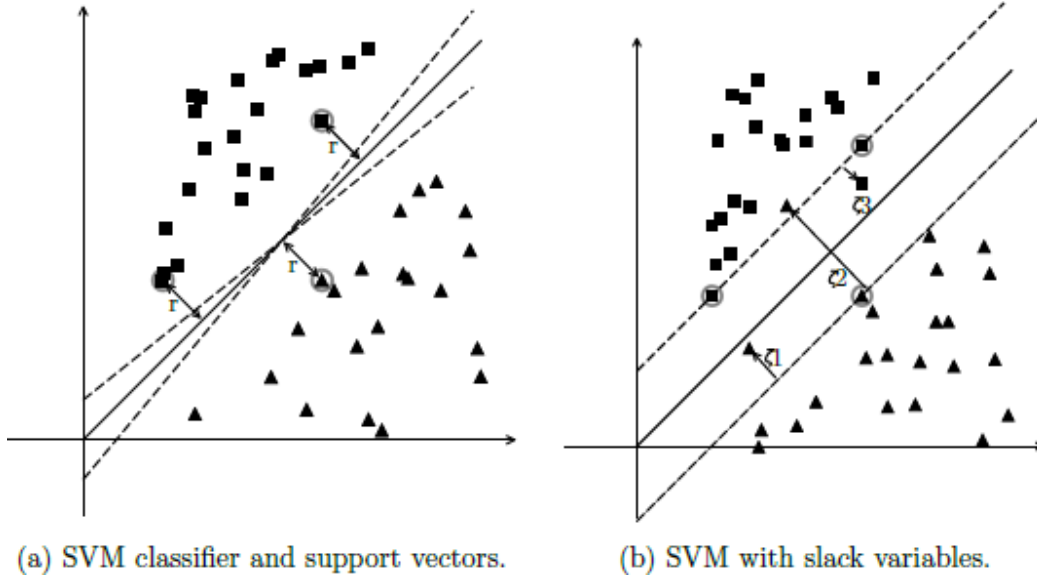 r
r
r
ζ3
ζ2
ζ1
(a) SVM classifier and support vectors.
(b) SVM with slack variables.